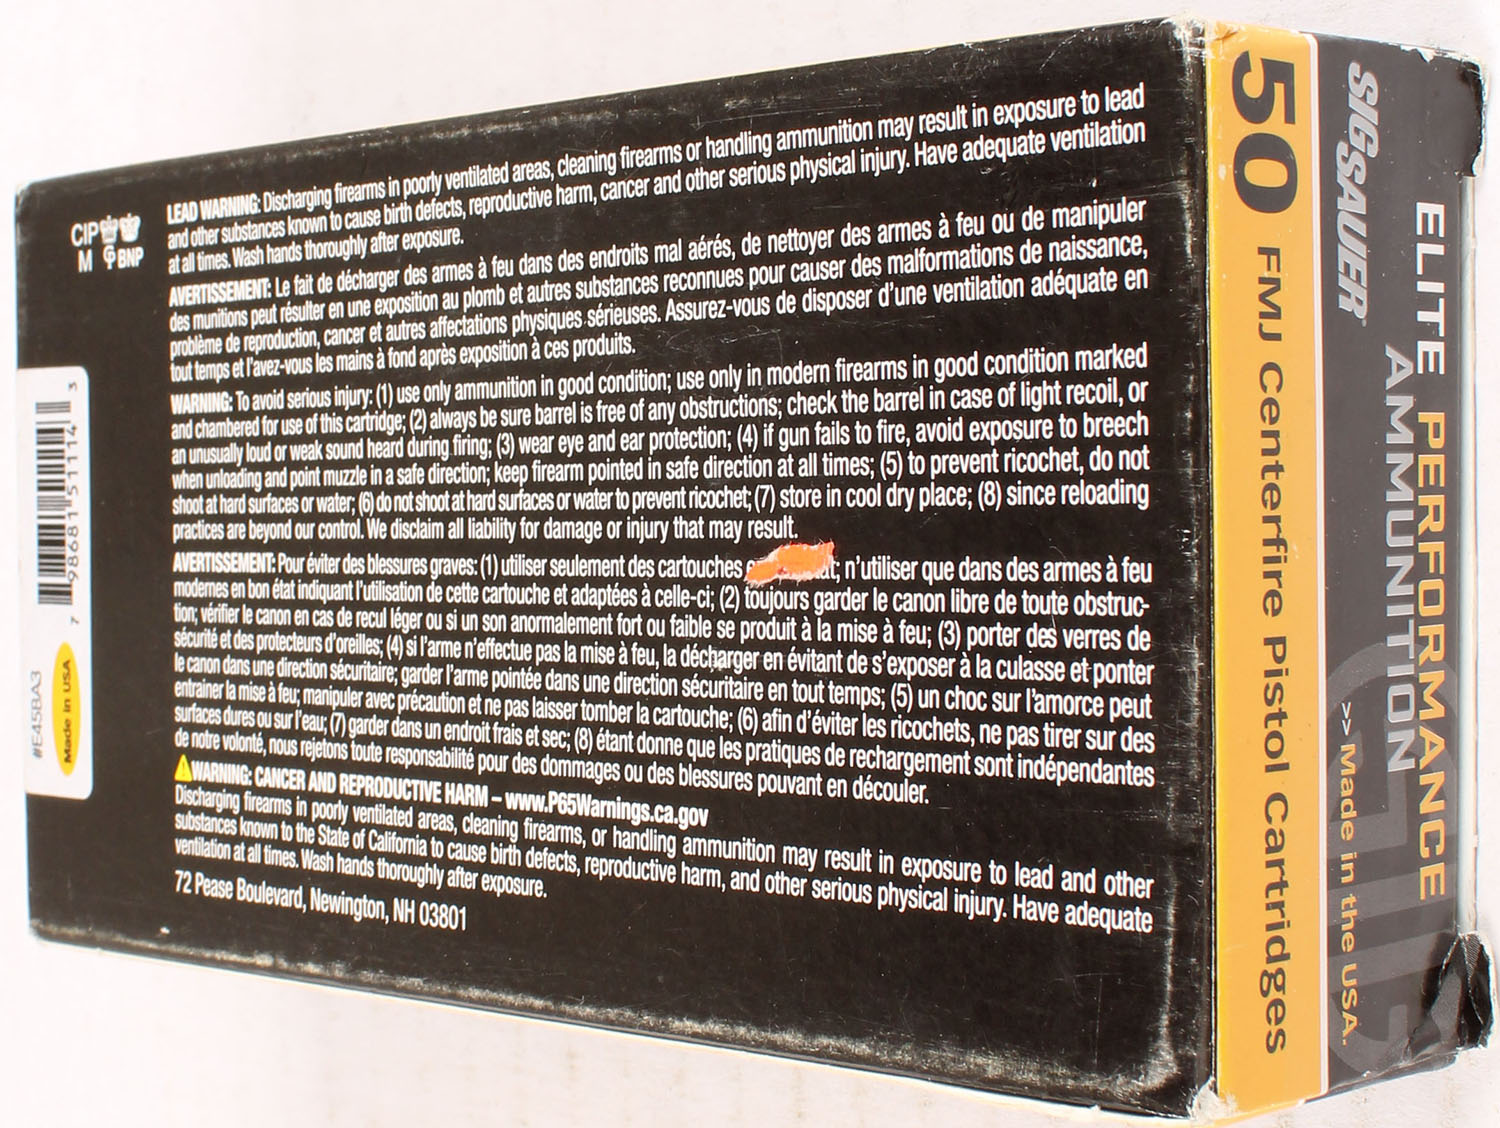 CIP
M
BNP
LEAD WARNING: Discharging firearms in poorly ventilated areas, cleaning firearms or handling ammunition may result in exposure to lead
and other substances known to cause birth defects, reproductive harm, cancer and other serious physical injury. Have adequate ventilation
at all times. Wash hands thoroughly after exposure.
AVERTISSEMENT: Le fait de décharger des armes à feu dans des endroits mal aérés, de nettoyer des armes à feu ou de manipuler
des munitions peut résulter en une exposition au plomb et autres substances reconnues pour causer des malformations de naissance,
problème de reproduction, cancer et autres affectations physiques sérieuses. Assurez-vous de disposer d'une ventilation adéquate en
tout temps et l'avez-vous les mains à fond après exposition à ces produits.
WARNING: To avoid serious injury: (1) use only ammunition in good condition; use only in modern firearms in good condition marked
and chambered for use of this cartridge; (2) always be sure barrel is free of any obstructions; check the barrel in case of light recoil, or
an unusually loud or weak sound heard during firing; (3) wear eye and ear protection; (4) if gun fails to fire, avoid exposure to breech
when unloading and point muzzle in a safe direction; keep firearm pointed in safe direction at all times; (5) to prevent ricochet, do not
shoot at hard surfaces or water; (6) do not shoot at hard surfaces or water to prevent ricochet; (7) store in cool dry place; (8) since reloading
practices are beyond our control. We disclaim all liability for damage or injury that may result.
AVERTISSEMENT: Pour éviter des blessures graves: (1) utiliser seulement des cartouches n'utiliser que dans des armes à feu
modernes en bon état indiquant l'utilisation de cette cartouche et adaptées à celle-ci; (2) toujours garder le canon libre de toute obstruc-
tion; vérifier le canon en cas de recul léger ou si un son anormalement fort ou faible se produit à la mise à feu; (3) porter des verres de
sécurité et des protecteurs d'oreilles; (4) si l'arme n'effectue pas la mise à feu, la décharger en évitant de s'exposer à la culasse et ponter
le canon dans une direction sécuritaire; garder l'arme pointée dans une direction sécuritaire en tout temps; (5) un choc sur l'amorce peut
entrainer la mise à feu; manipuler avec précaution et ne pas laisser tomber la cartouche; (6) afin d'éviter les ricochets, ne pas tirer sur des
surfaces dures ou sur l'eau; (7) garder dans un endroit frais et sec; (8) étant donne que les pratiques de rechargement sont indépendantes
de notre volonté, nous rejetons toute responsabilité pour des dommages ou des blessures pouvant en découler.
WARNING: CANCER AND REPRODUCTIVE HARM – www.P65Warnings.ca.gov
Discharging firearms in poorly ventilated areas, cleaning firearms, or handling ammunition may result in exposure to lead and other
substances known to the State of California to cause birth defects, reproductive harm, and other serious physical injury. Have adequate
ventilation at all times. Wash hands thoroughly after exposure.
72 Pease Boulevard, Newington, NH 03801
7 98681 51114 3
#E45BA3
Made in USA
50 FMJ Centerfire Pistol Cartridges
SIG SAUER
ELITE PERFORMANCE
AMMUNITION
>> Made in the USA.